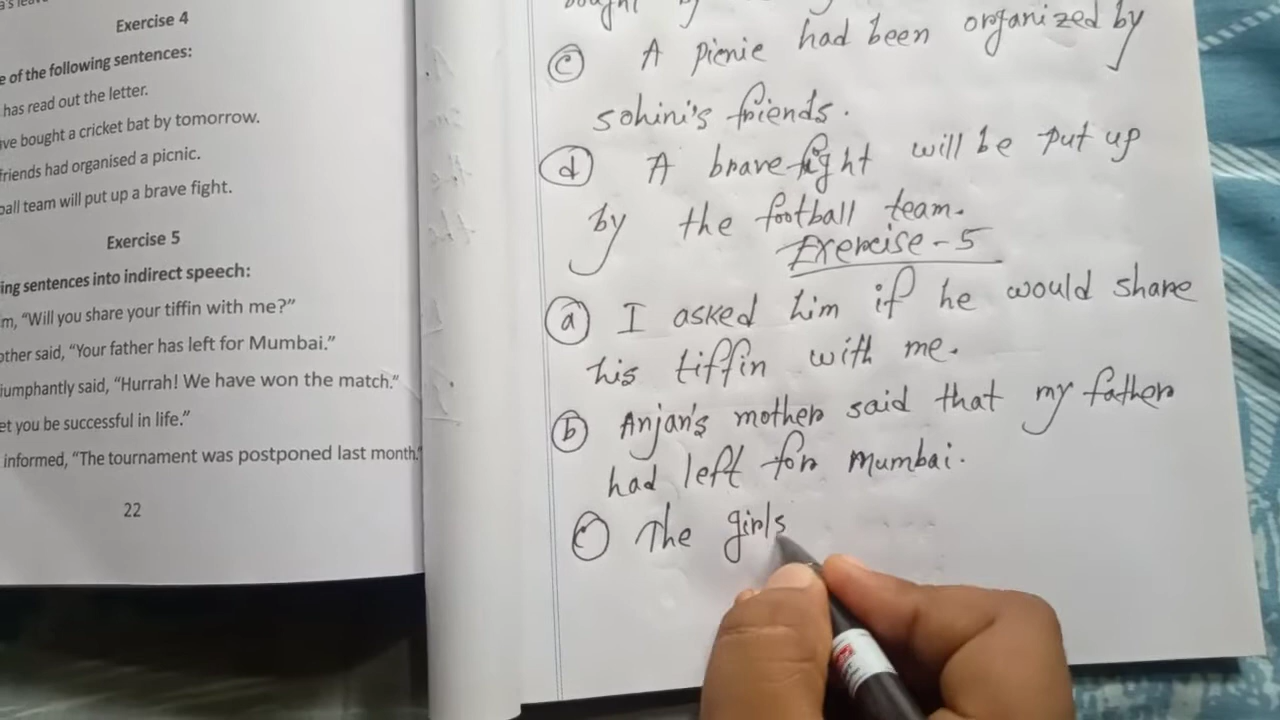 Exercise 4
e of the following sentences:
has read out the letter.
ve bought a cricket bat by tomorrow.
friends had organised a picnic.
ball team will put up a brave fight.
Exercise 5
ing sentences into indirect speech:
m, "Will you share your tiffin with me?"
other said, "Your father has left for Mumbai."
iumphantly said, "Hurrah! We have won the match."
et you be successful in life."
informed, "The tournament was postponed last month."
22
bought by
c A picnic had been organized by
sohini's friends.
d A brave fight will be put up
by the football team.
Exercise-5
a I asked him if he would share
his tiffin with me.
b Anjan's mother said that my father
had left for Mumbai.
c The girls